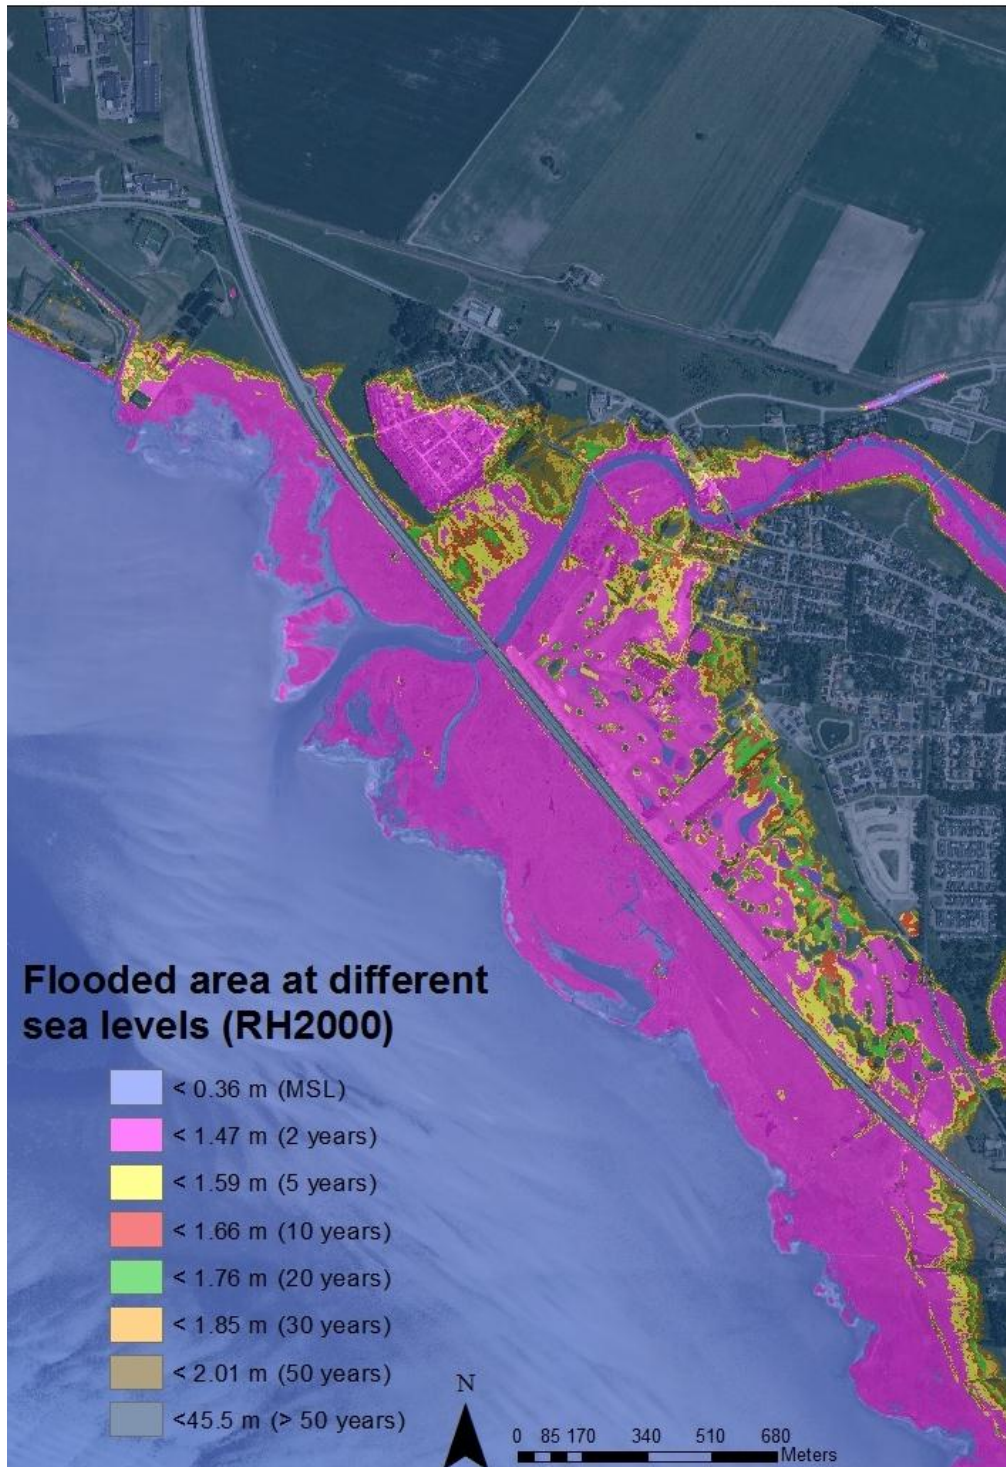 Flooded area at different
sea levels (RH2000)
< 0.36 m (MSL)
< 1.47 m (2 years)
< 1.59 m (5 years)
< 1.66 m (10 years)
< 1.76 m (20 years)
< 1.85 m (30 years)
< 2.01 m (50 years)
<45.5 m (> 50 years)
N
0 85 170 340 510 680
Meters